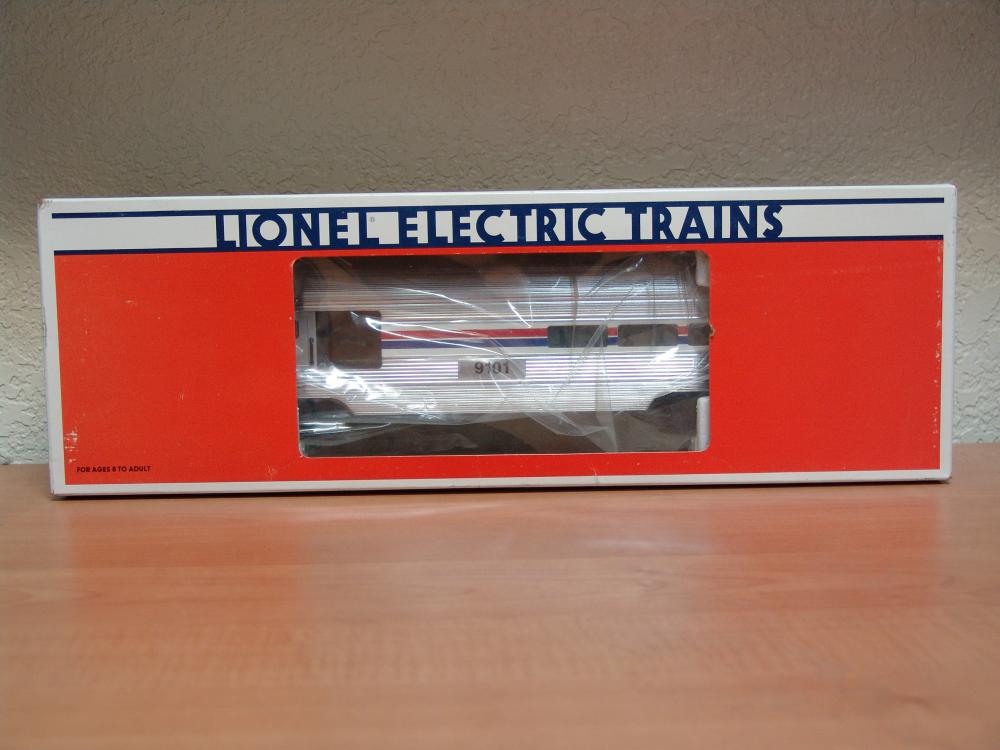 LIONEL® ELECTRIC TRAINS
9101
FOR AGES 8 TO ADULT